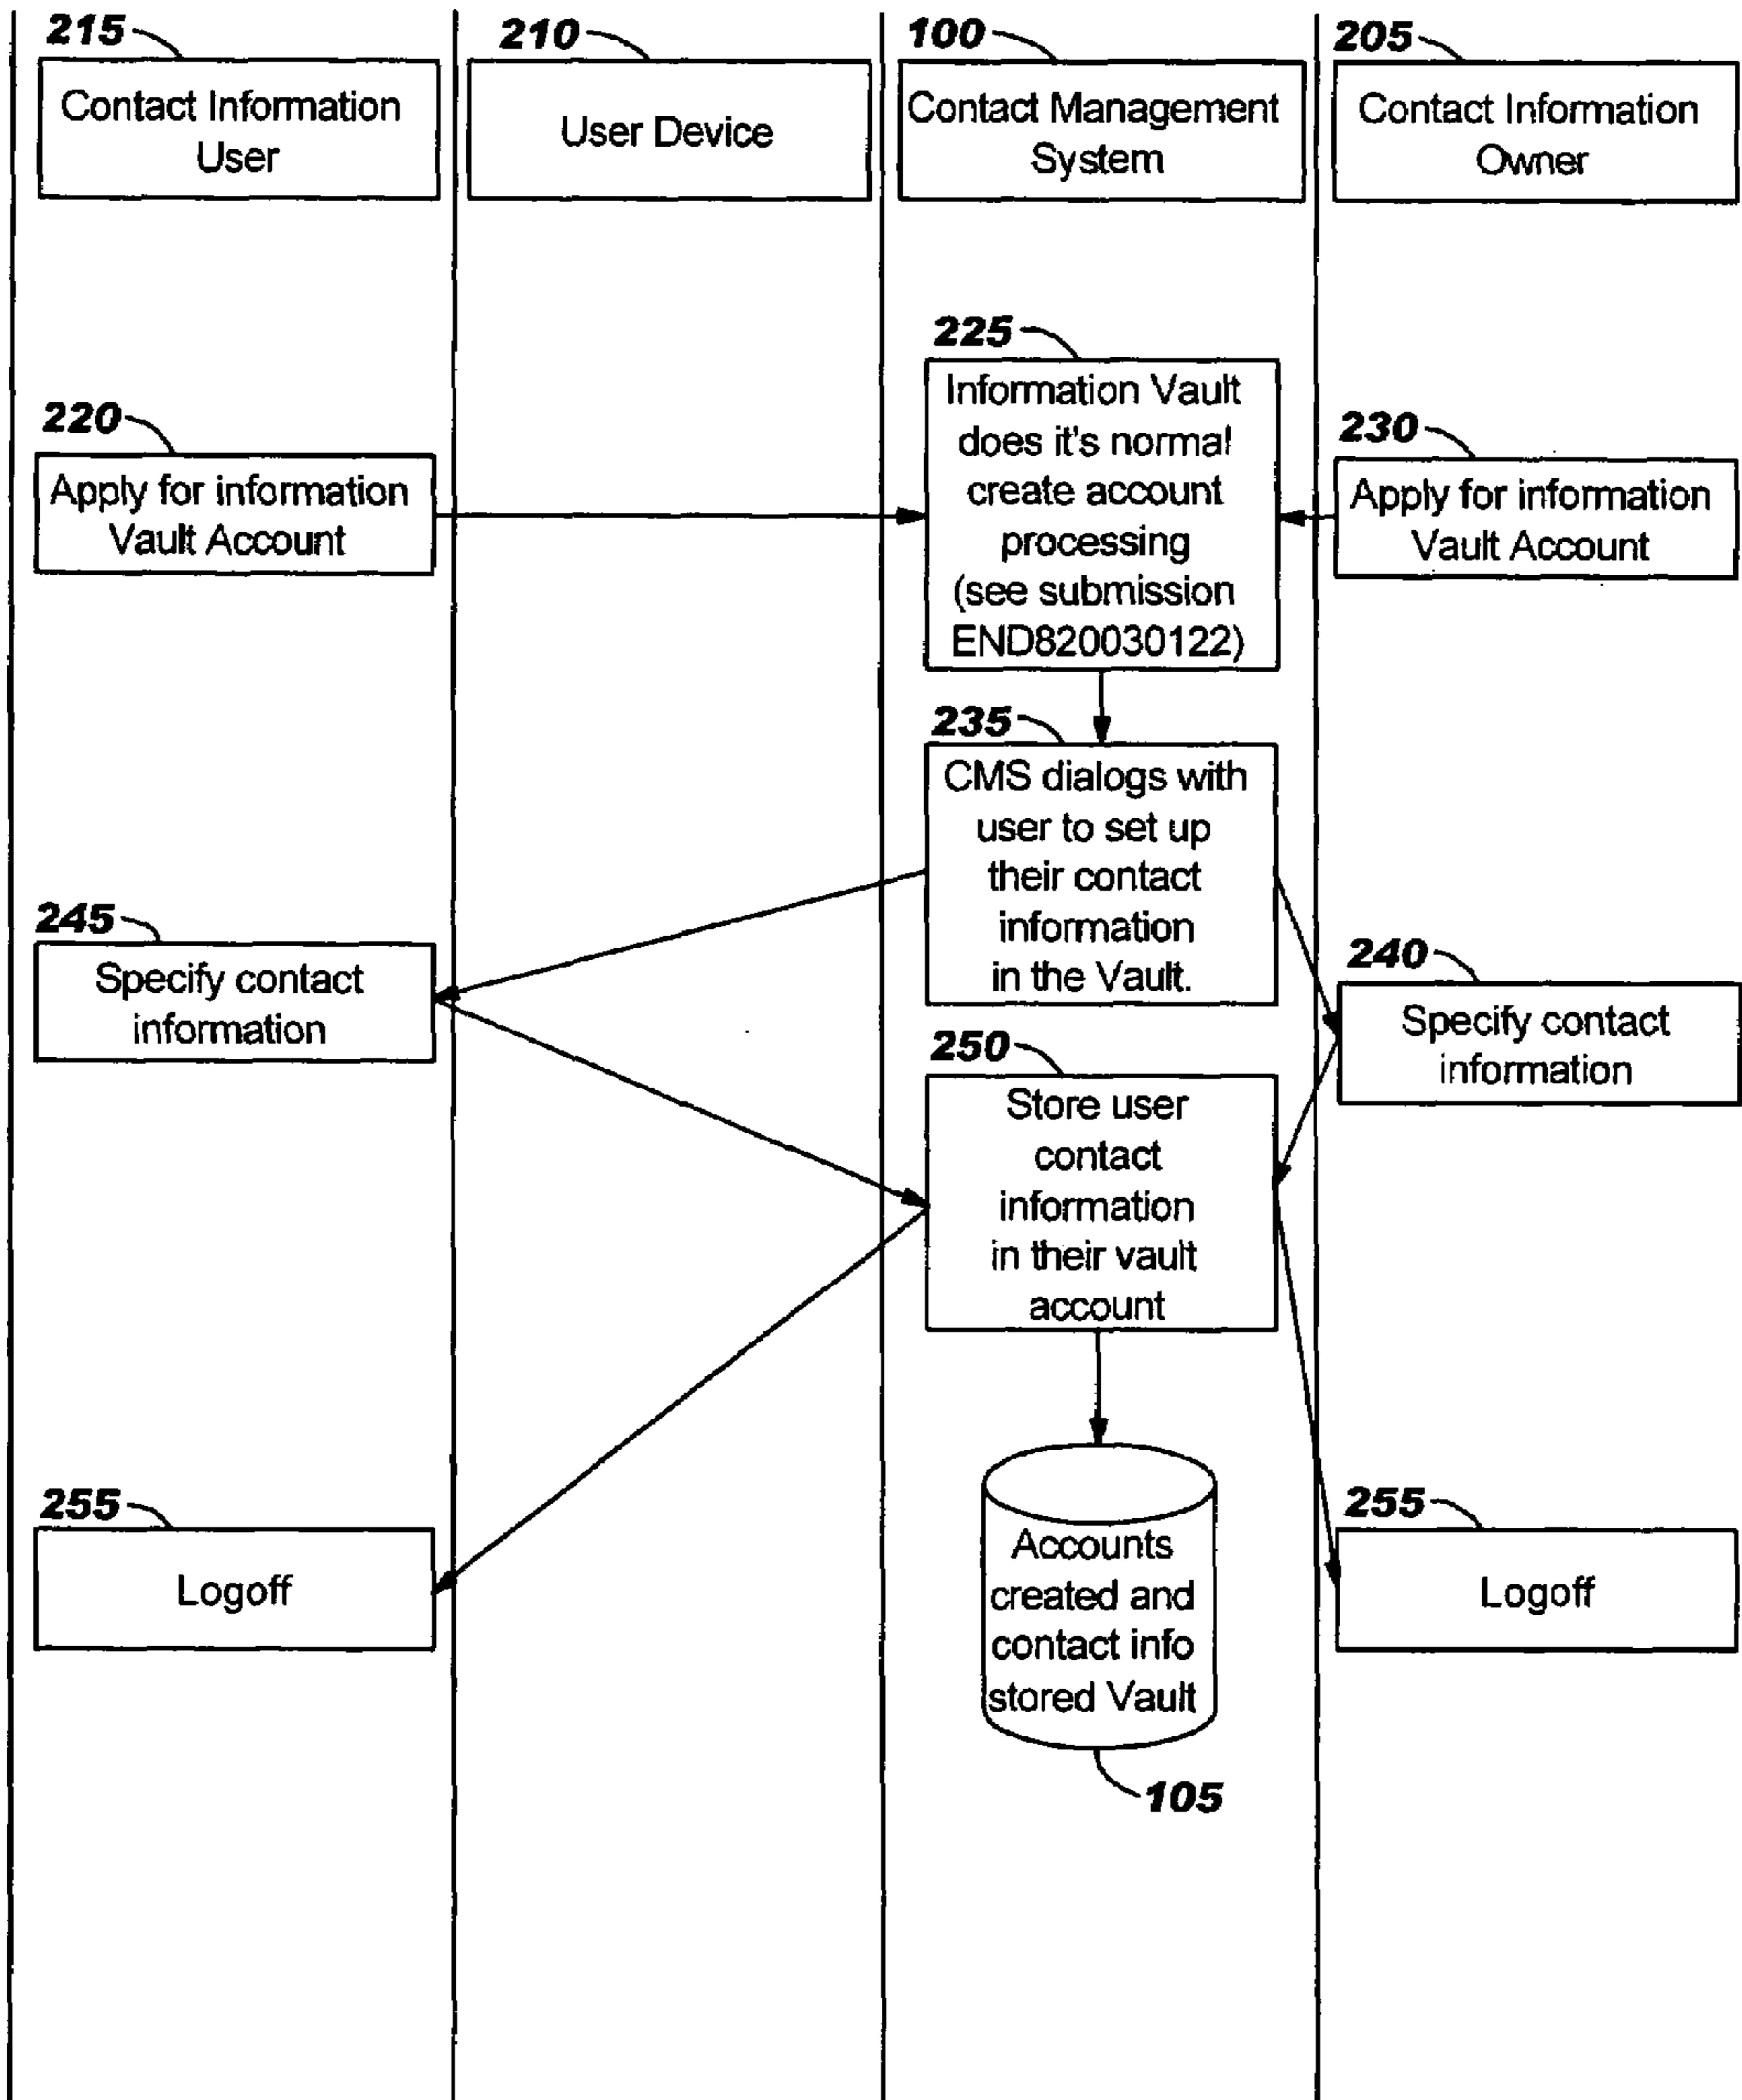 215
210
100
205
Contact Information
User
User Device
Contact Management
System
Contact Information
Owner
225
Information Vault
does it's normal
create account
processing
(see submission
END820030122)
220
Apply for information
Vault Account
230
Apply for information
Vault Account
235
CMS dialogs with
user to set up
their contact
information
in the Vault.
245
Specify contact
information
240
Specify contact
information
250
Store user
contact
information
in their vault
account
255
Logoff
Accounts
created and
contact info
stored Vault
105
255
Logoff